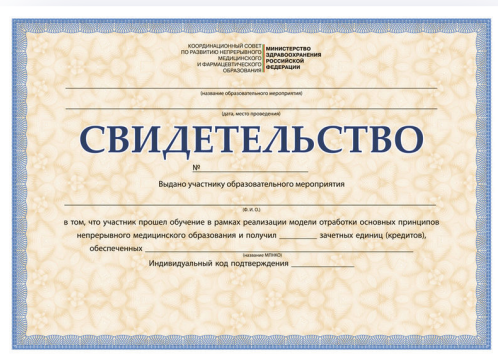 КООРДИНАЦИОННЫЙ СОВЕТ
ПО РАЗВИТИЮ НЕПРЕРЫВНОГО
МЕДИЦИНСКОГО
И ФАРМАЦЕВТИЧЕСКОГО
ОБРАЗОВАНИЯ
МИНИСТЕРСТВО
ЗДРАВООХРАНЕНИЯ
РОССИЙСКОЙ
ФЕДЕРАЦИИ
(название образовательного мероприятия)
(дата, место проведения)
СВИДЕТЕЛЬСТВО
№
Выдано участнику образовательного мероприятия
(Ф. И. О.)
в том, что участник прошел обучение в рамках реализации модели отработки основных принципов
непрерывного медицинского образования и получил ________ зачетных единиц (кредитов),
обеспеченных
(название МПНКО)
Индивидуальный код подтверждения